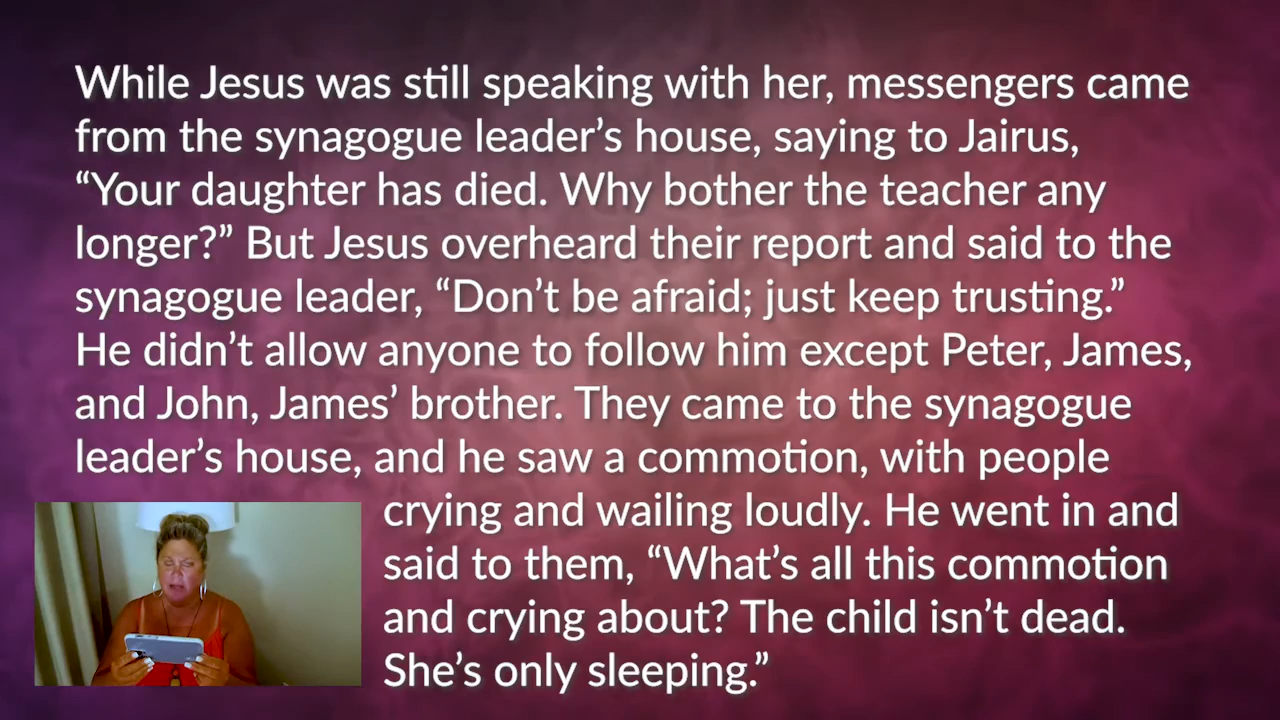 While Jesus was still speaking with her, messengers came
from the synagogue leader’s house, saying to Jairus,
“Your daughter has died. Why bother the teacher any
longer?” But Jesus overheard their report and said to the
synagogue leader, “Don’t be afraid; just keep trusting.”
He didn’t allow anyone to follow him except Peter, James,
and John, James’ brother. They came to the synagogue
leader’s house, and he saw a commotion, with people
crying and wailing loudly. He went in and
said to them, “What’s all this commotion
and crying about? The child isn’t dead.
She’s only sleeping.”